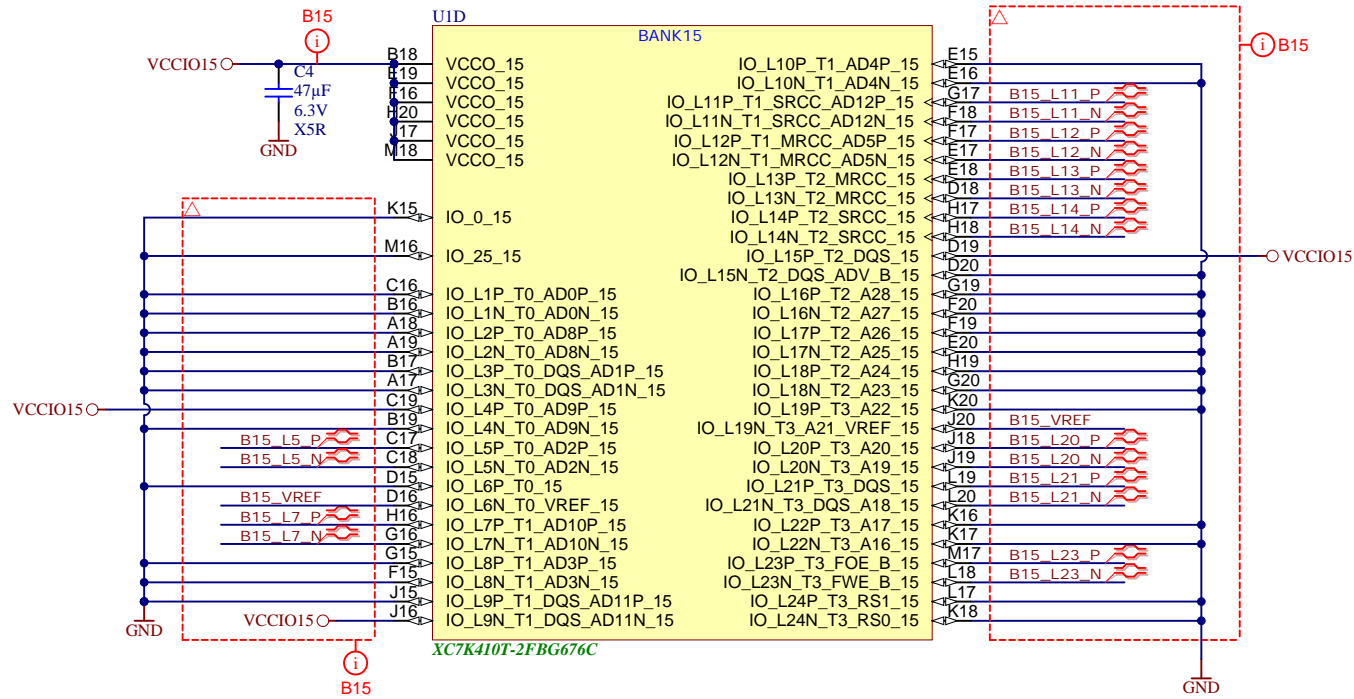 B15
U1D
BANK15
B15
VCCIO15
C4
47µF
6.3V
X5R
GND
B18 VCCO_15
E19 VCCO_15
F16 VCCO_15
H20 VCCO_15
J17 VCCO_15
M18 VCCO_15
K15 IO_0_15
M16 IO_25_15
C16 IO_L1P_T0_AD0P_15
B16 IO_L1N_T0_AD0N_15
A18 IO_L2P_T0_AD8P_15
A19 IO_L2N_T0_AD8N_15
B17 IO_L3P_T0_DQS_AD1P_15
A17 IO_L3N_T0_DQS_AD1N_15
VCCIO15 C19 IO_L4P_T0_AD9P_15
B19 IO_L4N_T0_AD9N_15
B15_L5_P C17 IO_L5P_T0_AD2P_15
B15_L5_N C18 IO_L5N_T0_AD2N_15
D15 IO_L6P_T0_15
B15_VREF D16 IO_L6N_T0_VREF_15
B15_L7_P H16 IO_L7P_T1_AD10P_15
B15_L7_N G16 IO_L7N_T1_AD10N_15
G15 IO_L8P_T1_AD3P_15
F15 IO_L8N_T1_AD3N_15
J15 IO_L9P_T1_DQS_AD11P_15
VCCIO15 J16 IO_L9N_T1_DQS_AD11N_15
GND
B15
IO_L10P_T1_AD4P_15 E15
IO_L10N_T1_AD4N_15 E16
IO_L11P_T1_SRCC_AD12P_15 G17 B15_L11_P
IO_L11N_T1_SRCC_AD12N_15 F18 B15_L11_N
IO_L12P_T1_MRCC_AD5P_15 F17 B15_L12_P
IO_L12N_T1_MRCC_AD5N_15 E17 B15_L12_N
IO_L13P_T2_MRCC_15 E18 B15_L13_P
IO_L13N_T2_MRCC_15 D18 B15_L13_N
IO_L14P_T2_SRCC_15 H17 B15_L14_P
IO_L14N_T2_SRCC_15 H18 B15_L14_N
IO_L15P_T2_DQS_15 D19 VCCIO15
IO_L15N_T2_DQS_ADV_B_15 D20
IO_L16P_T2_A28_15 G19
IO_L16N_T2_A27_15 F20
IO_L17P_T2_A26_15 F19
IO_L17N_T2_A25_15 E20
IO_L18P_T2_A24_15 H19
IO_L18N_T2_A23_15 G20
IO_L19P_T3_A22_15 K20
IO_L19N_T3_A21_VREF_15 J20 B15_VREF
IO_L20P_T3_A20_15 J18 B15_L20_P
IO_L20N_T3_A19_15 J19 B15_L20_N
IO_L21P_T3_DQS_15 L19 B15_L21_P
IO_L21N_T3_DQS_A18_15 L20 B15_L21_N
IO_L22P_T3_A17_15 K16
IO_L22N_T3_A16_15 K17
IO_L23P_T3_FOE_B_15 M17 B15_L23_P
IO_L23N_T3_FWE_B_15 L18 B15_L23_N
IO_L24P_T3_RS1_15 L17
IO_L24N_T3_RS0_15 K18
GND
XC7K410T-2FBG676C